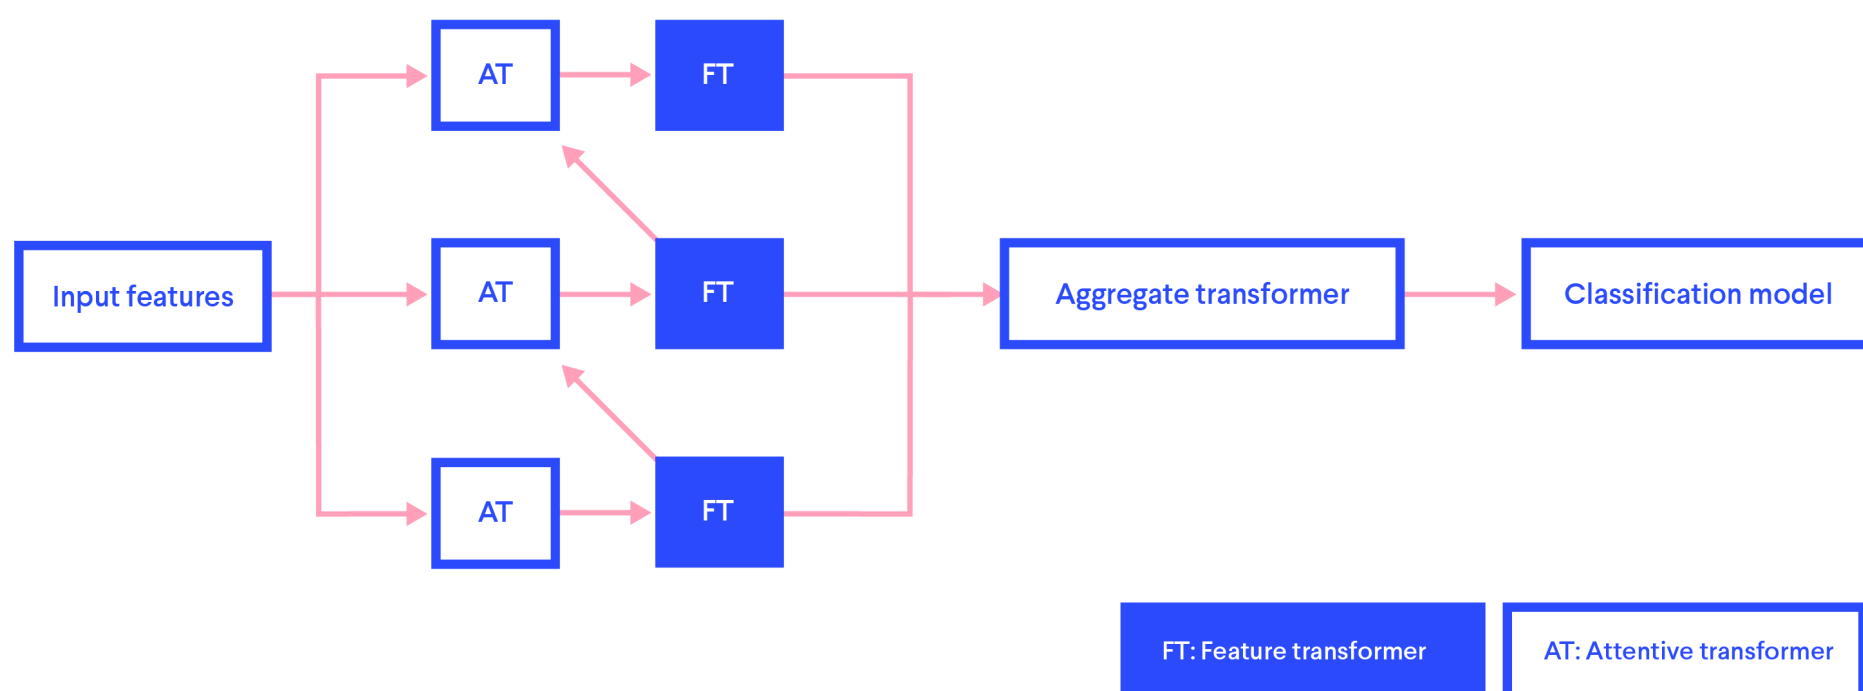 AT
FT
Input features
AT
FT
Aggregate transformer
Classification model
AT
FT
FT: Feature transformer
AT: Attentive transformer